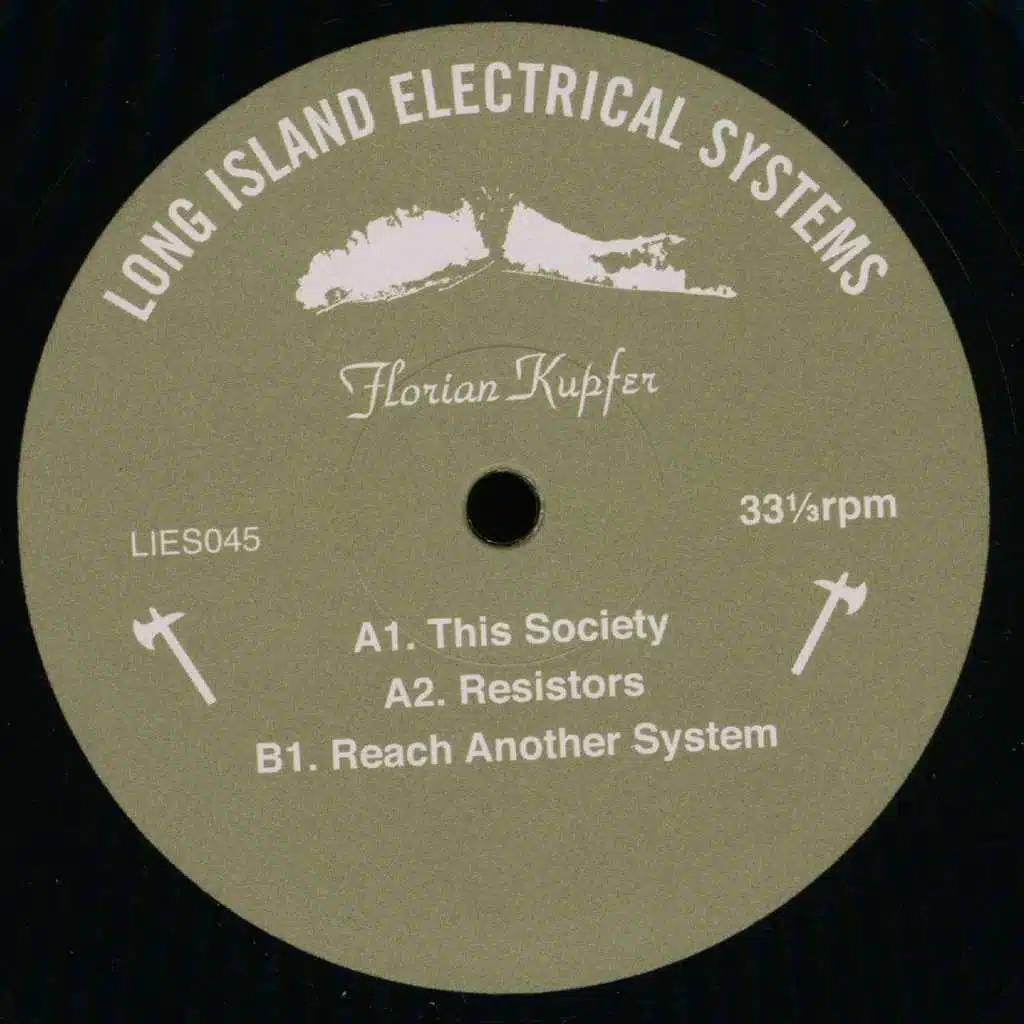 LONG ISLAND ELECTRICAL SYSTEMS
Florian Kupfer
LIES045
33⅓rpm
A1. This Society
A2. Resistors
B1. Reach Another System